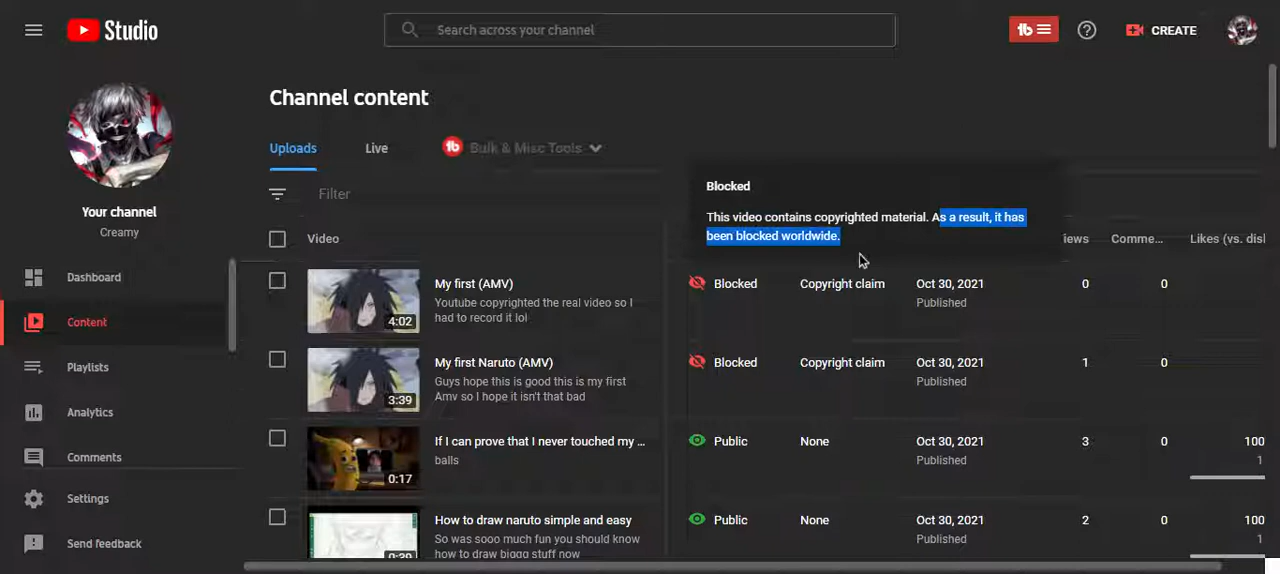 Studio
Search across your channel
CREATE
Channel content
Uploads
Live
Bulk & Misc Tools
Your channel
Creamy
Filter
Blocked
This video contains copyrighted material. As a result, it has
been blocked worldwide.
Video
iews
Comme...
Likes (vs. disl
Dashboard
Content
Playlists
Analytics
Comments
Settings
Send feedback
4:02
My first (AMV)
Youtube copyrighted the real video so I
had to record it lol
Blocked
Copyright claim
Oct 30, 2021
Published
0
0
3:39
My first Naruto (AMV)
Guys hope this is good this is my first
Amv so I hope it isn't that bad
Blocked
Copyright claim
Oct 30, 2021
Published
1
0
0:17
If I can prove that I never touched my ...
balls
Public
None
Oct 30, 2021
Published
3
0
100
1
0:39
How to draw naruto simple and easy
So was sooo much fun you should know
how to draw bigg stuff now
Public
None
Oct 30, 2021
Published
2
0
100
1